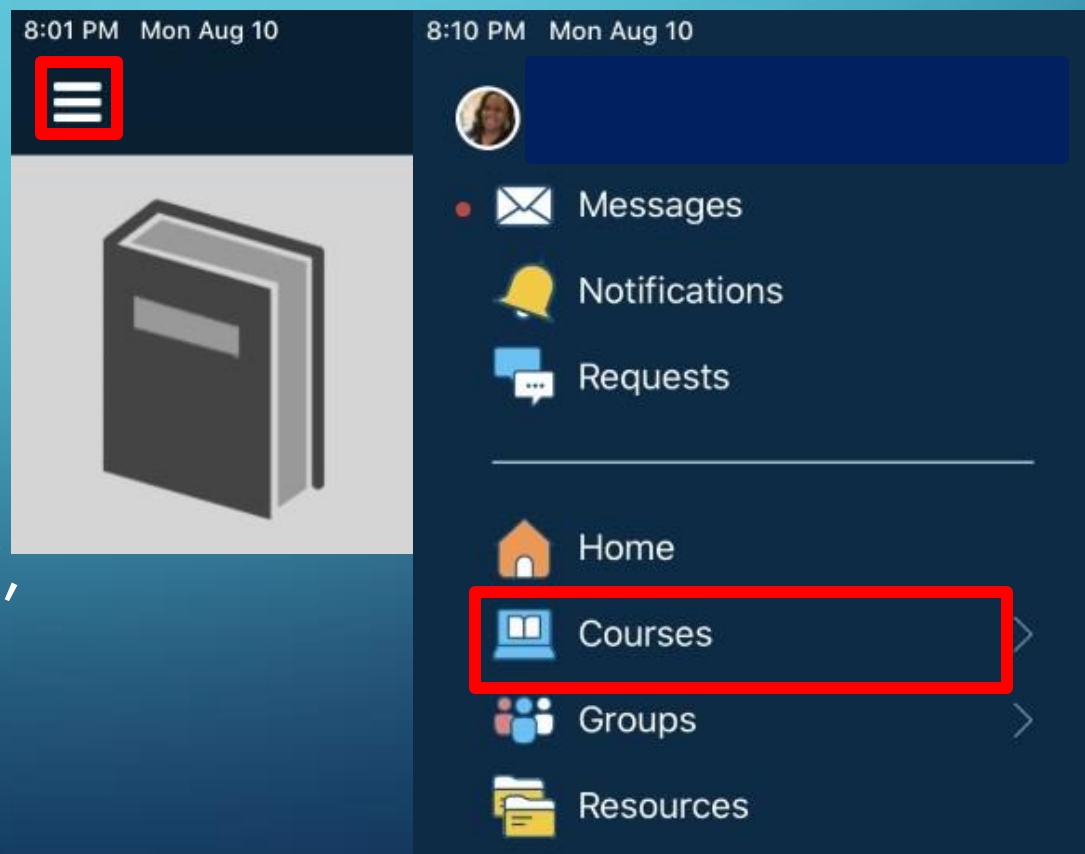 8:01 PM Mon Aug 10
8:10 PM Mon Aug 10
Messages
Notifications
Requests
Home
Courses
Groups
Resources
,